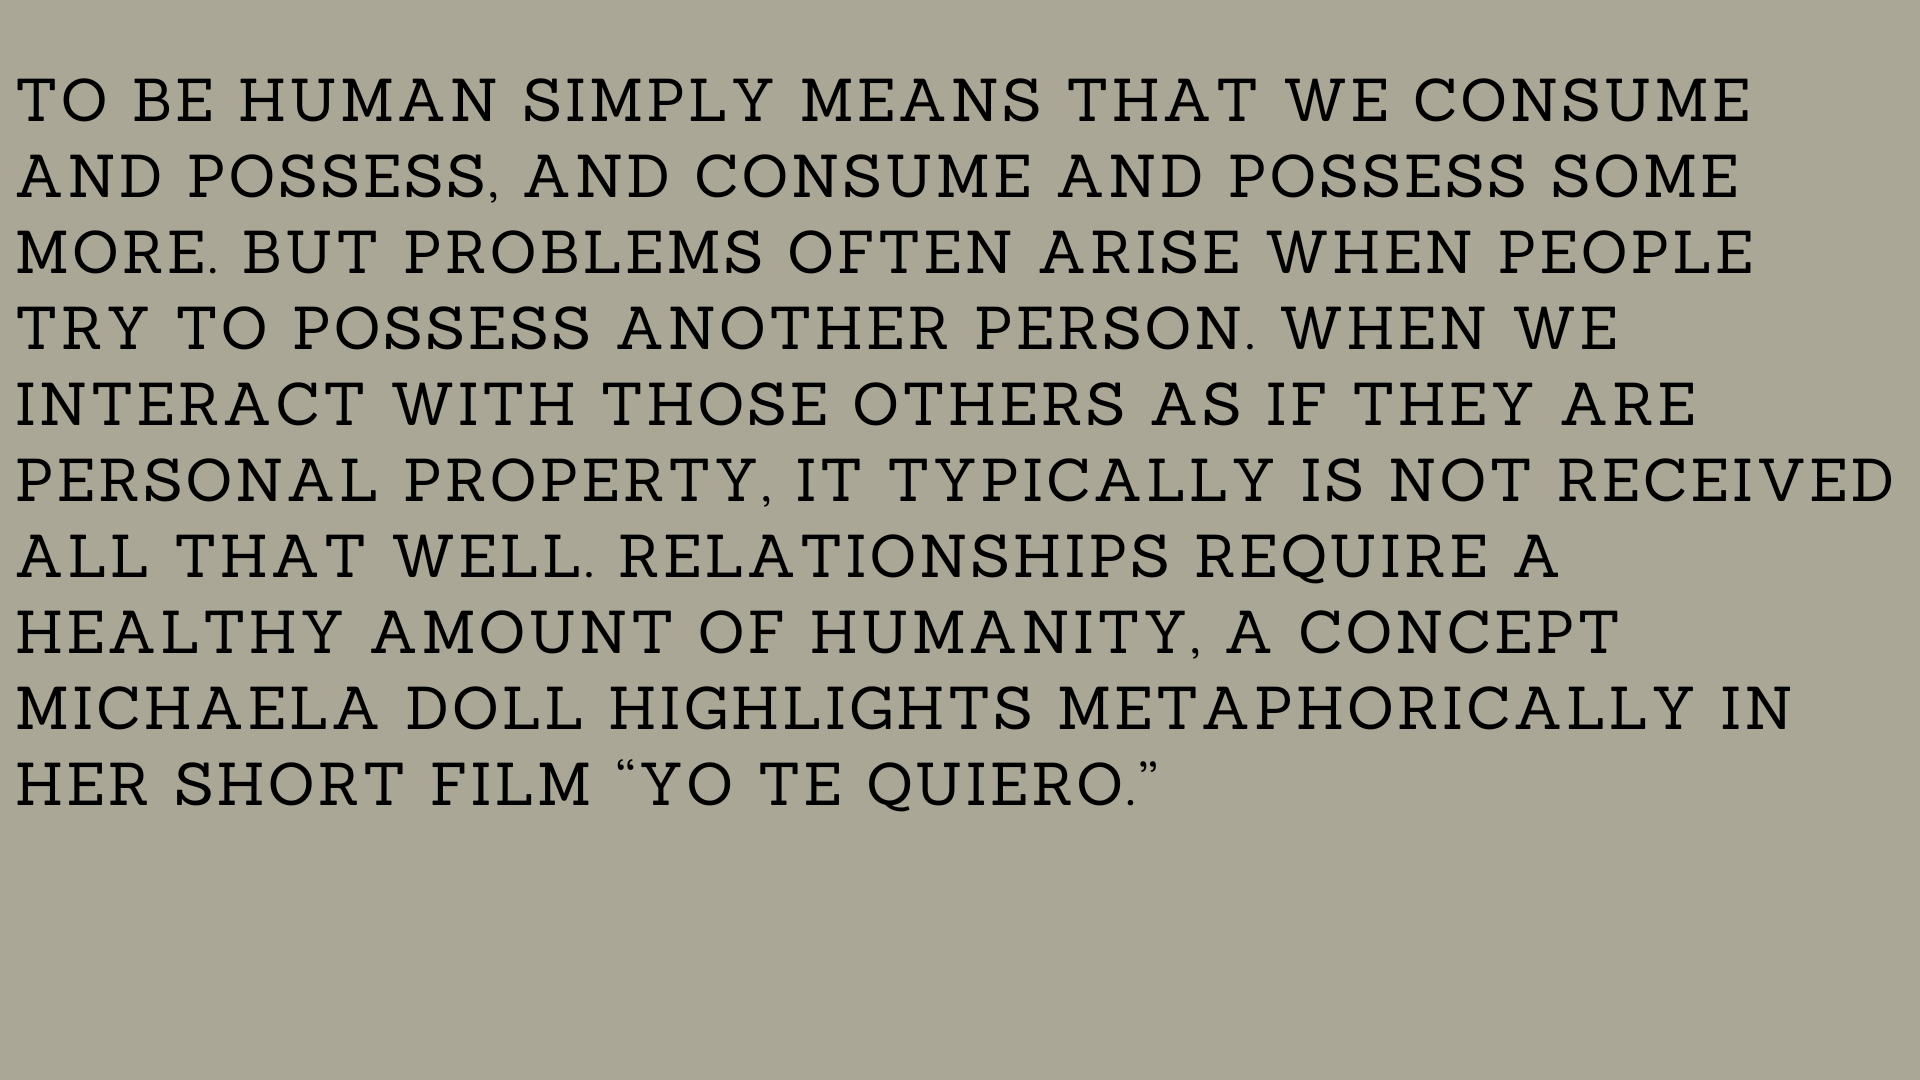 TO BE HUMAN SIMPLY MEANS THAT WE CONSUME
AND POSSESS, AND CONSUME AND POSSESS SOME
MORE. BUT PROBLEMS OFTEN ARISE WHEN PEOPLE
TRY TO POSSESS ANOTHER PERSON. WHEN WE
INTERACT WITH THOSE OTHERS AS IF THEY ARE
PERSONAL PROPERTY, IT TYPICALLY IS NOT RECEIVED
ALL THAT WELL. RELATIONSHIPS REQUIRE A
HEALTHY AMOUNT OF HUMANITY, A CONCEPT
MICHAELA DOLL HIGHLIGHTS METAPHORICALLY IN
HER SHORT FILM “YO TE QUIERO.”